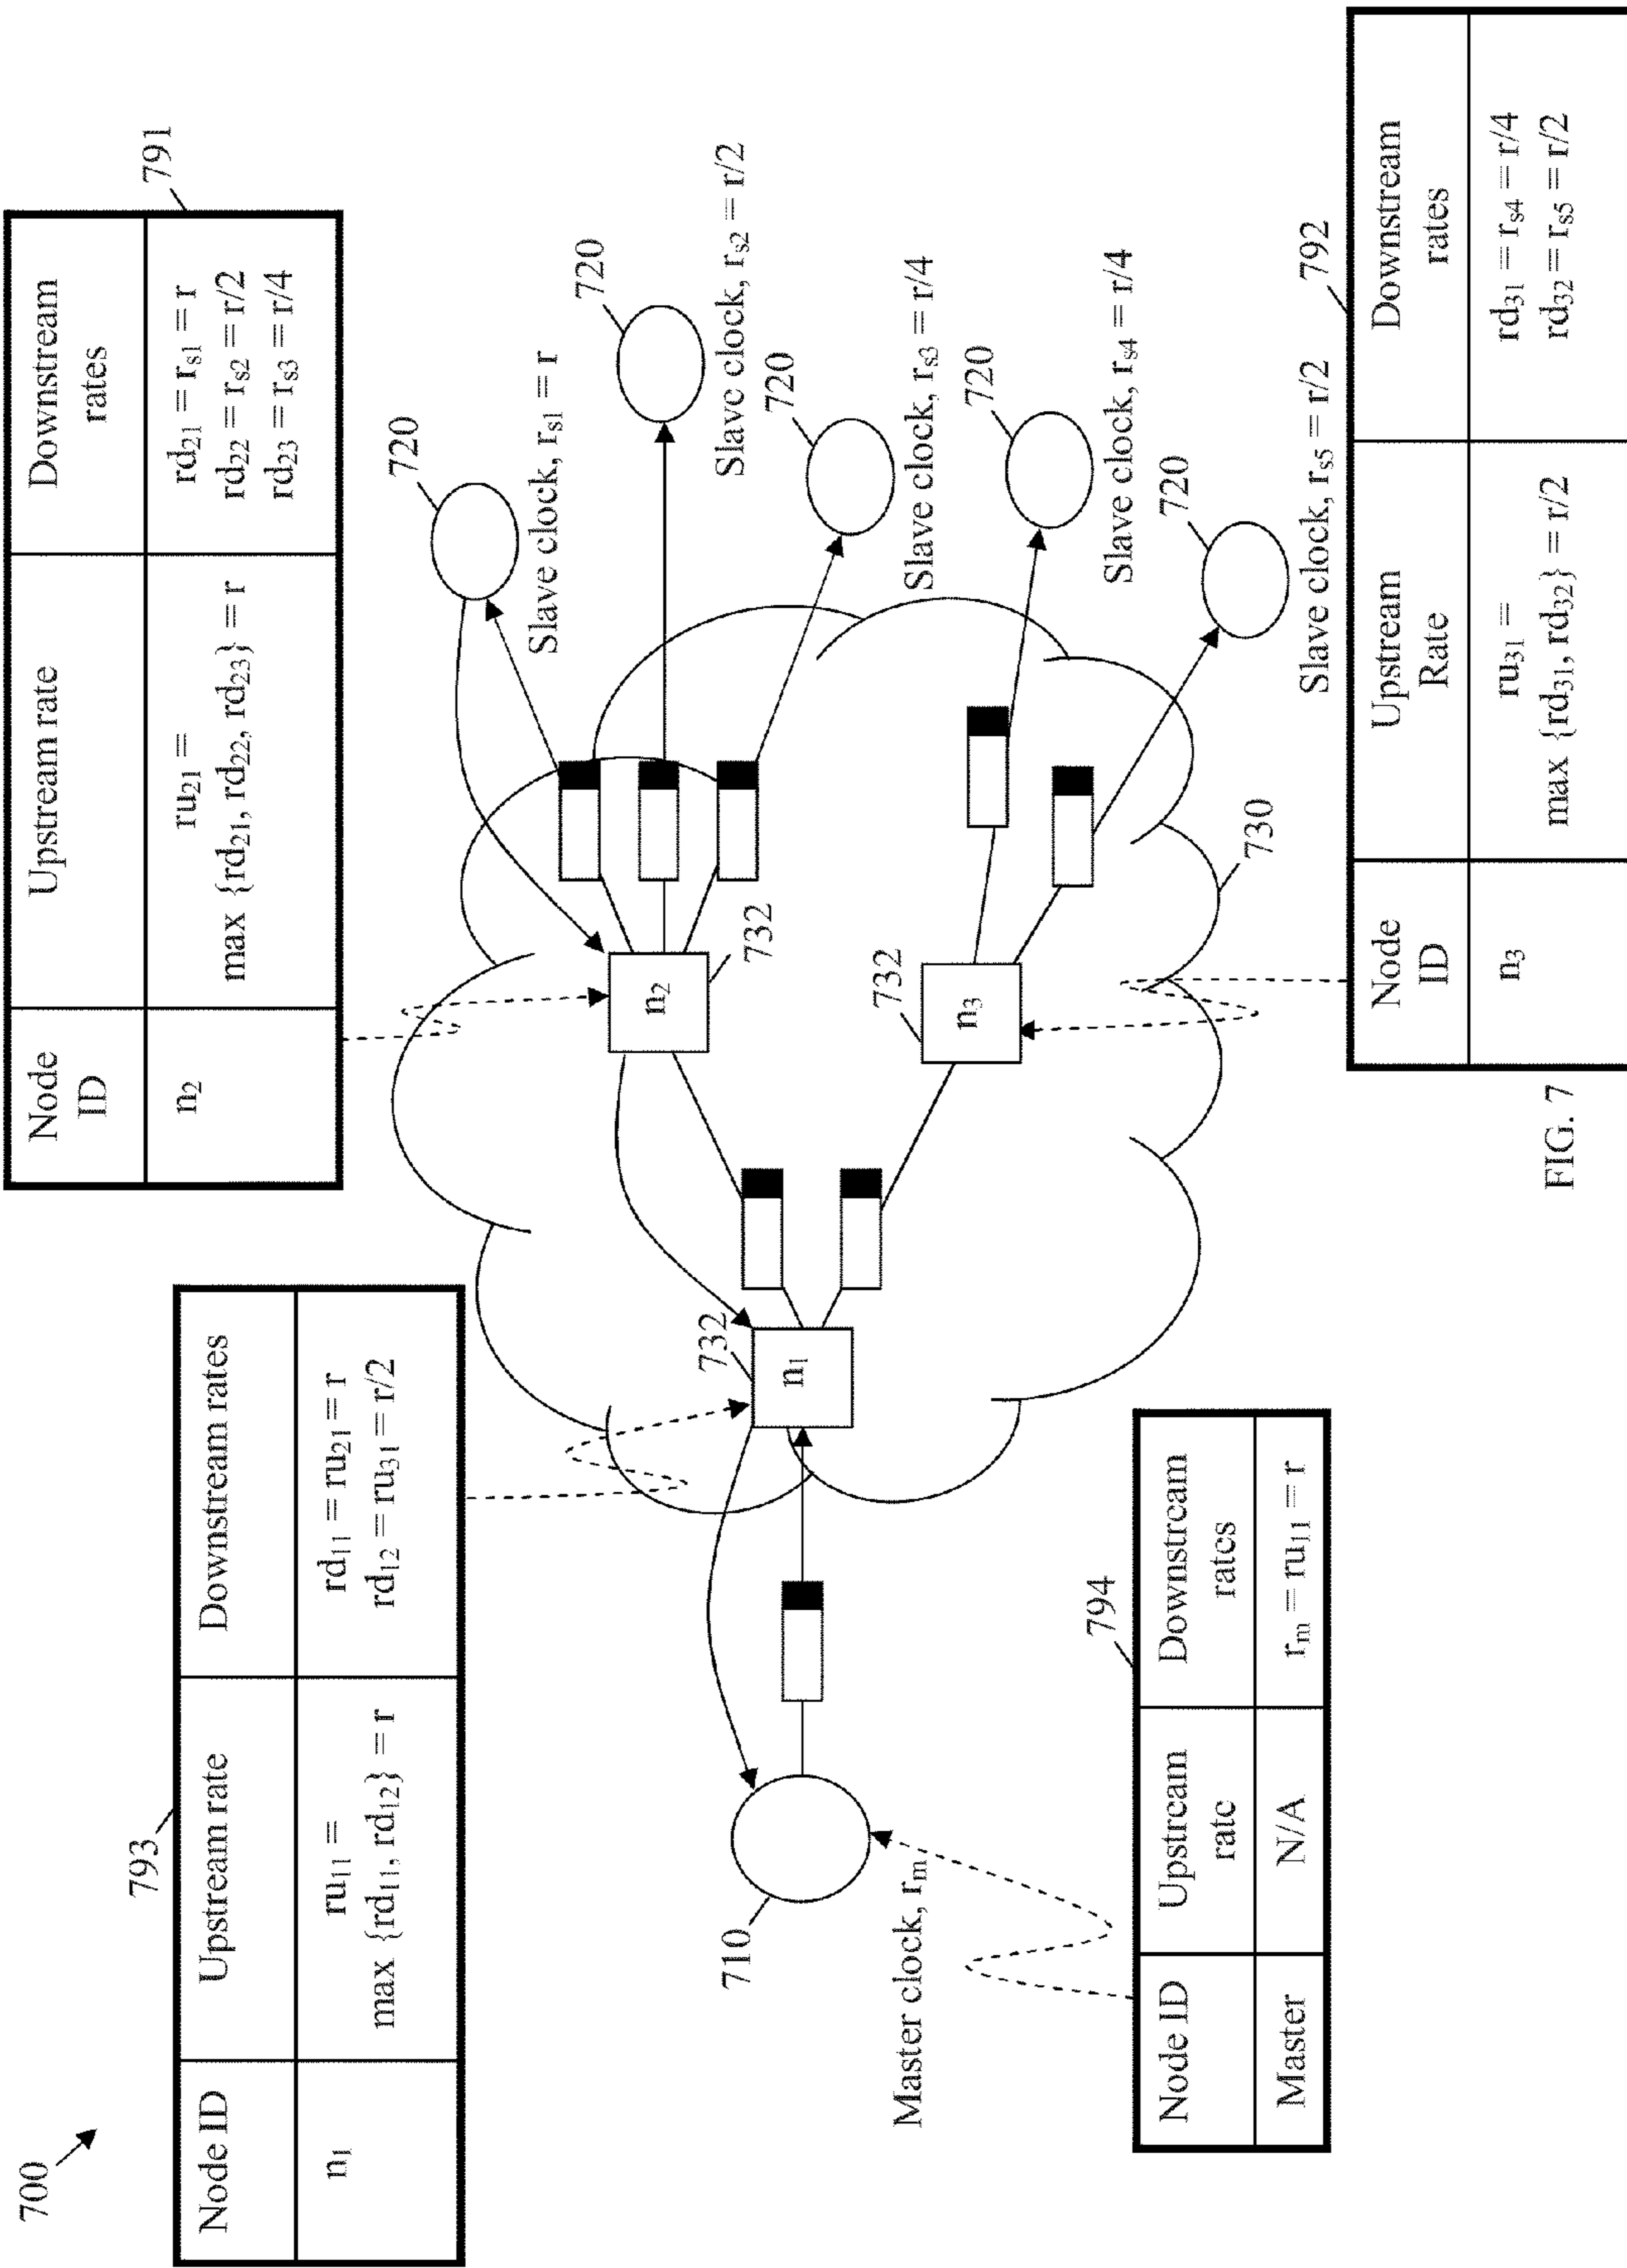 700
793
Node ID | Upstream rate | Downstream rates
n₁ | ru₁₁ = max {rd₁₁, rd₁₂} = r | rd₁₁ = ru₂₁ = r
rd₁₂ = ru₃₁ = r/2
791
Node ID | Upstream rate | Downstream rates
n₂ | ru₂₁ = max {rd₂₁, rd₂₂, rd₂₃} = r | rd₂₁ = rₛ₁ = r
rd₂₂ = rₛ₂ = r/2
rd₂₃ = rₛ₃ = r/4
720
Slave clock, rₛ₁ = r
720
Slave clock, rₛ₂ = r/2
720
Slave clock, rₛ₃ = r/4
720
Slave clock, rₛ₄ = r/4
720
Slave clock, rₛ₅ = r/2
n₂
732
732
n₃
732
n₁
730
710
Master clock, rₘ
794
Node ID | Upstream rate | Downstream rates
Master | N/A | rₘ = ru₁₁ = r
792
Node ID | Upstream Rate | Downstream rates
n₃ | ru₃₁ = max {rd₃₁, rd₃₂} = r/2 | rd₃₁ = rₛ₄ = r/4
rd₃₂ = rₛ₅ = r/2
FIG. 7